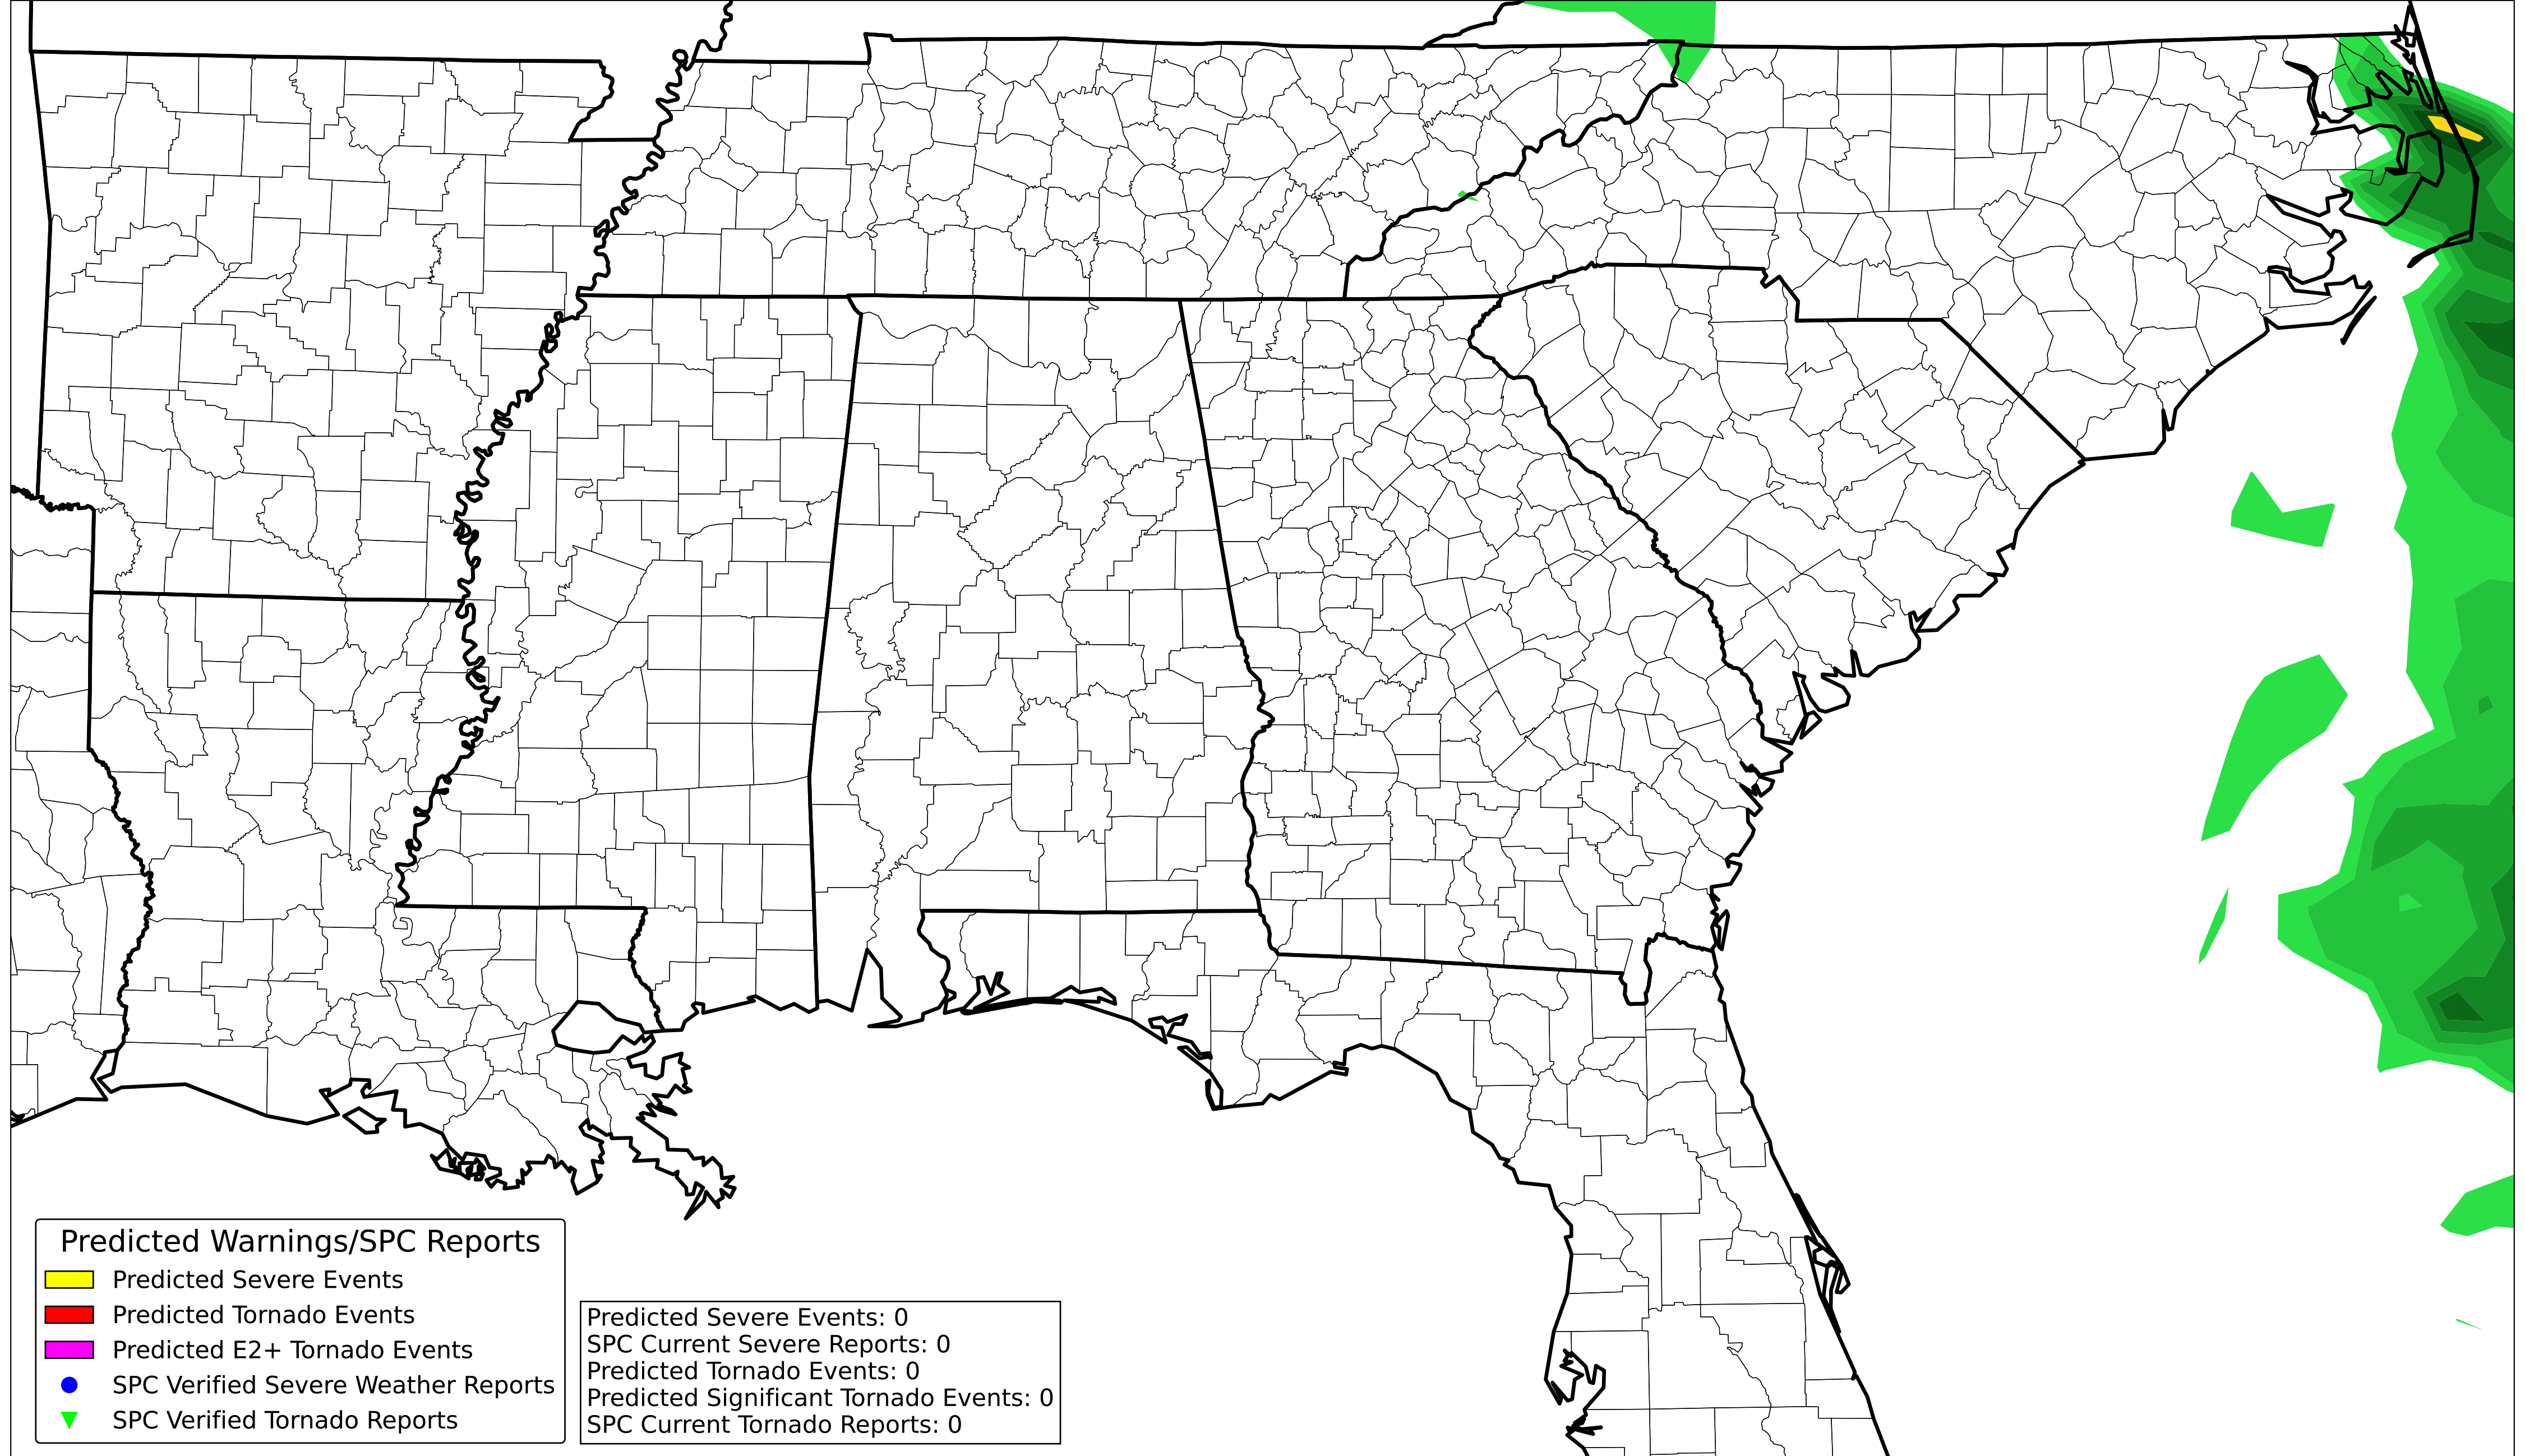 Predicted Warnings/SPC Reports
Predicted Severe Events
Predicted Tornado Events
Predicted E2+ Tornado Events
SPC Verified Severe Weather Reports
SPC Verified Tornado Reports
Predicted Severe Events: 0
SPC Current Severe Reports: 0
Predicted Tornado Events: 0
Predicted Significant Tornado Events: 0
SPC Current Tornado Reports: 0